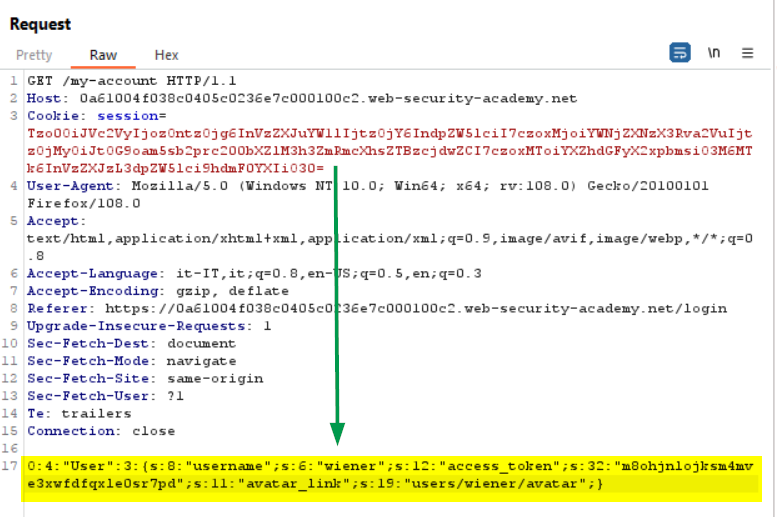 Request
Pretty Raw Hex \n
1 GET /my-account HTTP/1.1
2 Host: 0a61004f038c0405c0236e7c000100c2.web-security-academy.net
3 Cookie: session=
Tzo0OiJVc2VyIjozOntzOjg6InVzZXJuYW1lIjtzOjY6IndpZW5lciI7czoxMjoiYWNjZXNzX3Rva2VuIjt
zOjMyOiJtOG9oam5sb2prc200bXZlM3h3ZmRmcXhsZTBzcjdwZCI7czoxMToiYXZhdGFyX2xpbmsiO3M6MT
k6InVzZXJzL3dpZW5lci9hdmF0YXIiO30=
4 User-Agent: Mozilla/5.0 (Windows NT 10.0; Win64; x64; rv:108.0) Gecko/20100101
Firefox/108.0
5 Accept:
text/html,application/xhtml+xml,application/xml;q=0.9,image/avif,image/webp,*/*;q=0
.8
6 Accept-Language: it-IT,it;q=0.8,en-US;q=0.5,en;q=0.3
7 Accept-Encoding: gzip, deflate
8 Referer: https://0a61004f038c0405c0236e7c000100c2.web-security-academy.net/login
9 Upgrade-Insecure-Requests: 1
10 Sec-Fetch-Dest: document
11 Sec-Fetch-Mode: navigate
12 Sec-Fetch-Site: same-origin
13 Sec-Fetch-User: ?1
14 Te: trailers
15 Connection: close
16
17 O:4:"User":3:{s:8:"username";s:6:"wiener";s:12:"access_token";s:32:"m8ohjnlojksm4mv
e3xwfdfqxle0sr7pd";s:11:"avatar_link";s:19:"users/wiener/avatar";}